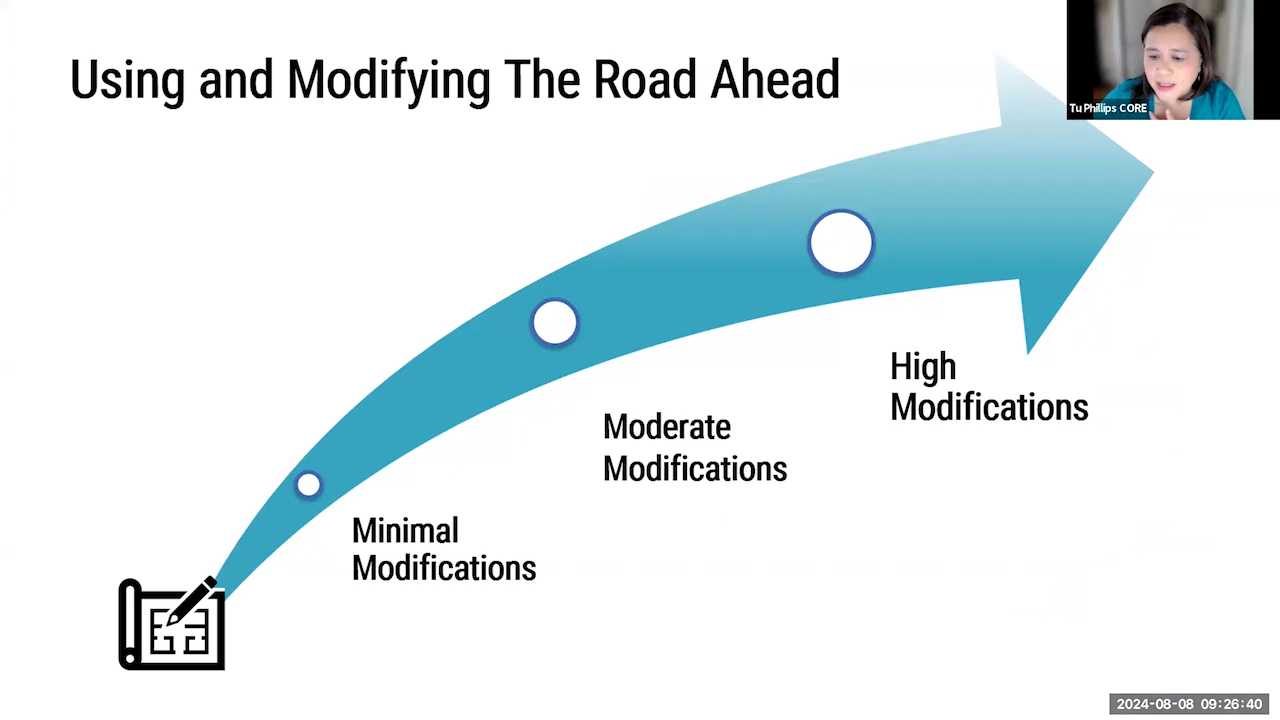 Using and Modifying The Road Ahead
Tu Phillips CORE
High
Modifications
Moderate
Modifications
Minimal
Modifications
2024-08-08 09:26:40